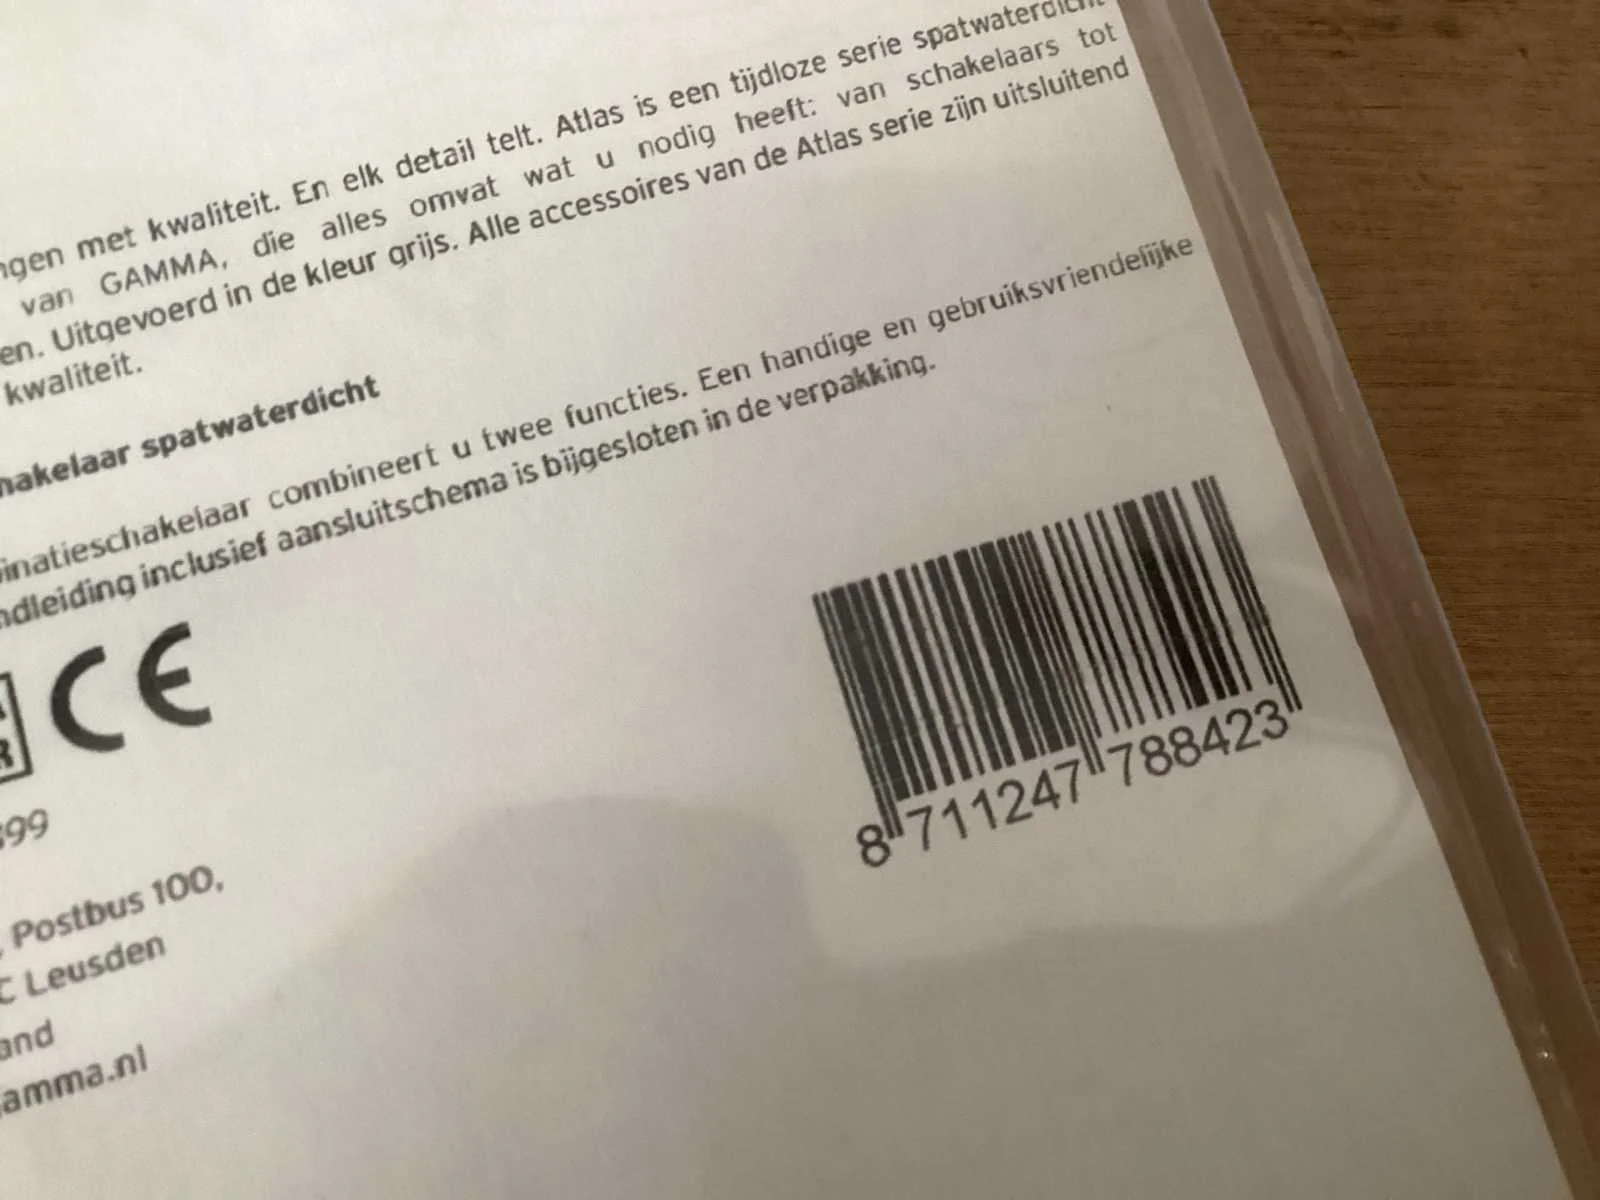 met kwaliteit. En elk detail telt. Atlas is een tijdloze serie spatwaterdicht
van GAMMA, die alles omvat wat u nodig heeft: van schakelaars tot
en. Uitgevoerd in de kleur grijs. Alle accessoires van de Atlas serie zijn uitsluitend
kwaliteit.
hakelaar spatwaterdicht
inatieschakelaar combineert u twee functies. Een handige en gebruiksvriendelijke
ndleiding inclusief aansluitschema is bijgesloten in de verpakking.
CE
8 711247 788423
99
Postbus 100,
C Leusden
and
amma.nl